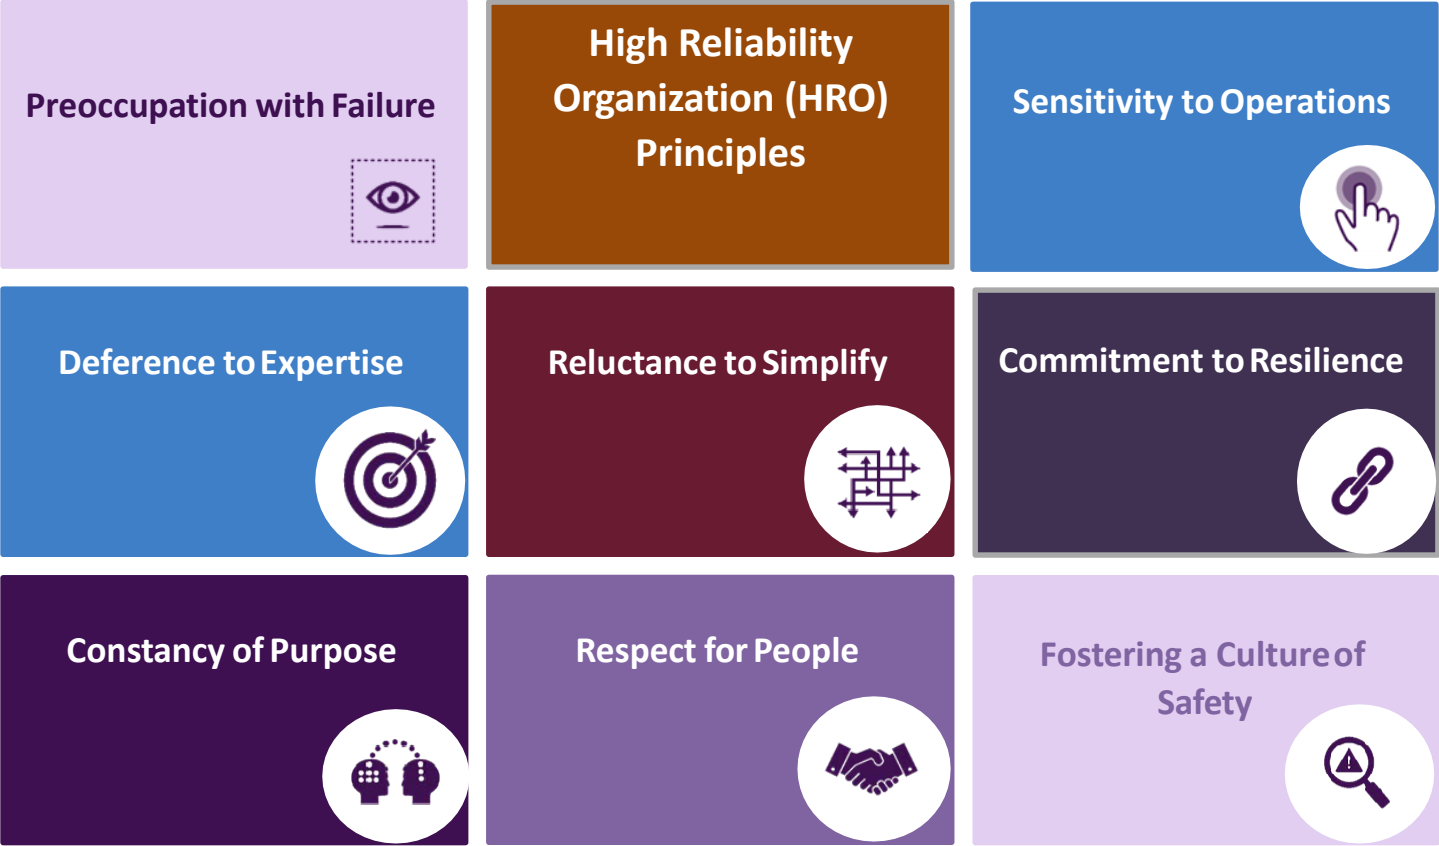 Preoccupation with Failure
High Reliability
Organization (HRO)
Principles
Sensitivity to Operations
Deference to Expertise
Reluctance to Simplify
Commitment to Resilience
Constancy of Purpose
Respect for People
Fostering a Culture of
Safety